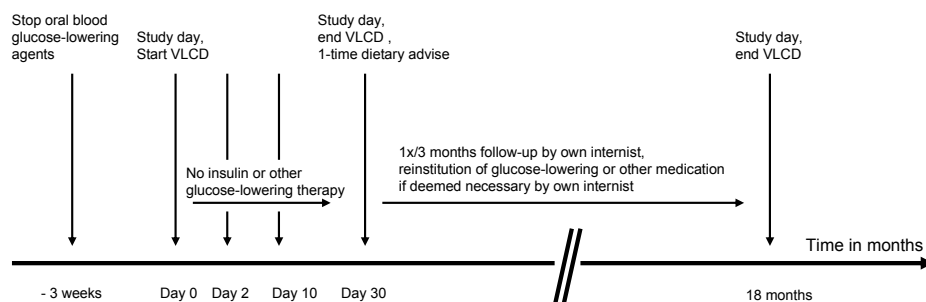 Stop oral blood
glucose-lowering
agents
Study day,
Start VLCD
Study day,
end VLCD ,
1-time dietary advise
Study day,
end VLCD
No insulin or other
glucose-lowering therapy
1x/3 months follow-up by own internist,
reinstitution of glucose-lowering or other medication
if deemed necessary by own internist
Time in months
- 3 weeks
Day 0
Day 2
Day 10
Day 30
18 months